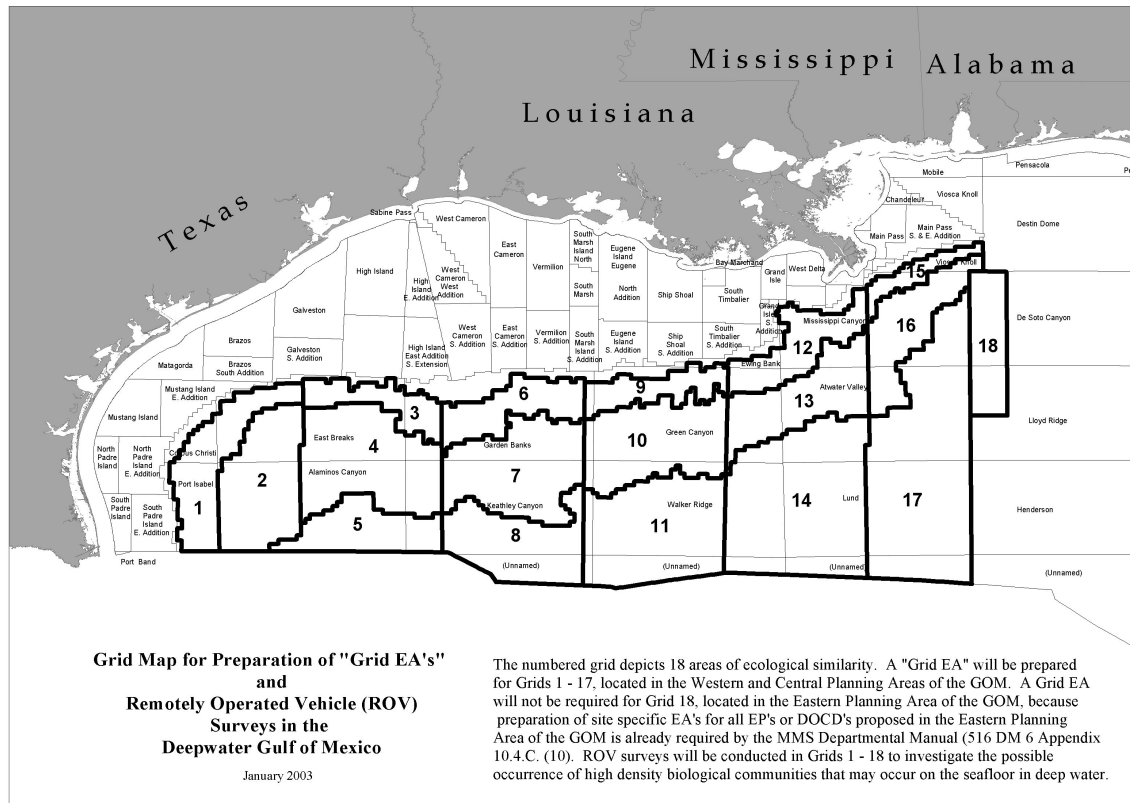 Mississippi
Alabama
Louisiana
Texas
Mobile
Pensacola
Pe
Viosca Knoll
Chandeleur
Destin Dome
Main Pass
Main Pass
S. & E. Addition
Viosca Knoll
Sabine Pass
West Cameron
East
Cameron
Vermilion
South
Marsh
Island
North
Eugene
Island
Eugene
North
Addition
Bay Marchand
Grand
Isle
West Delta
High Island
High
Island
E. Addition
West
Cameron
West
Addition
South
Marsh
Ship Shoal
South
Timbalier
Grand
Isle
S.
Addition
15
Galveston
Mississippi Canyon
16
De Soto Canyon
18
Brazos
Galveston
S. Addition
High Island
East Addition
S. Extension
West
Cameron
S. Addition
East
Cameron
S. Addition
Vermilion
S. Addition
South
Marsh
Island
S. Addition
Eugene
Island
S. Addition
Ship
Shoal
S. Addition
South
Timbalier
S. Addition
12
Matagorda
Brazos
South Addition
Ewing Bank
Mustang Island
E. Addition
6
9
Atwater Valley
13
Mustang Island
3
East Breaks
4
Garden Banks
10
Green Canyon
Lloyd Ridge
North
Padre
Island
North
Padre
Island
E. Addition
Corpus Christi
Port Isabel
2
Alaminos Canyon
7
1
South
Padre
Island
South
Padre
Island
E. Addition
5
Keathley Canyon
8
Walker Ridge
11
14
Lund
17
Henderson
Port Band
(Unnamed)
(Unnamed)
(Unnamed)
(Unnamed)
Grid Map for Preparation of "Grid EA's"
and
Remotely Operated Vehicle (ROV)
Surveys in the
Deepwater Gulf of Mexico
January 2003
The numbered grid depicts 18 areas of ecological similarity. A "Grid EA" will be prepared
for Grids 1 - 17, located in the Western and Central Planning Areas of the GOM. A Grid EA
will not be required for Grid 18, located in the Eastern Planning Area of the GOM, because
preparation of site specific EA's for all EP's or DOCD's proposed in the Eastern Planning
Area of the GOM is already required by the MMS Departmental Manual (516 DM 6 Appendix
10.4.C. (10). ROV surveys will be conducted in Grids 1 - 18 to investigate the possible
occurrence of high density biological communities that may occur on the seafloor in deep water.